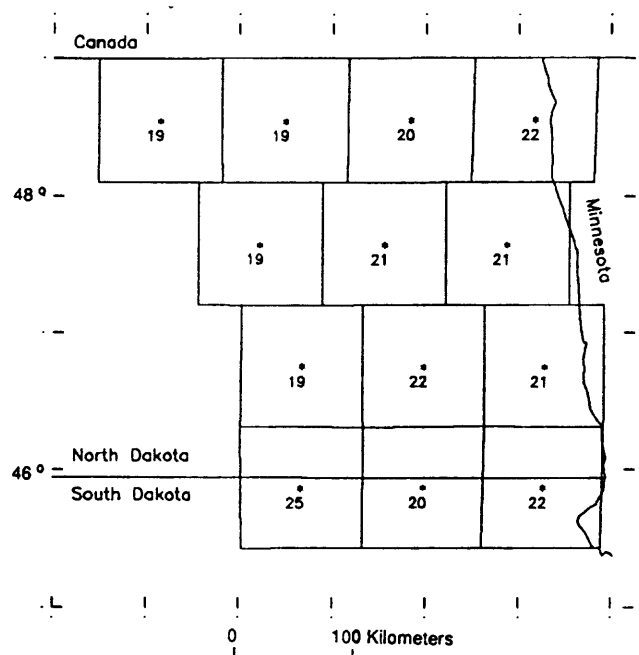 Canada
19 19 20 22
48°
Minnesota
19 21 21
19 22 21
North Dakota
46°
South Dakota
25 20 22
0 100 Kilometers